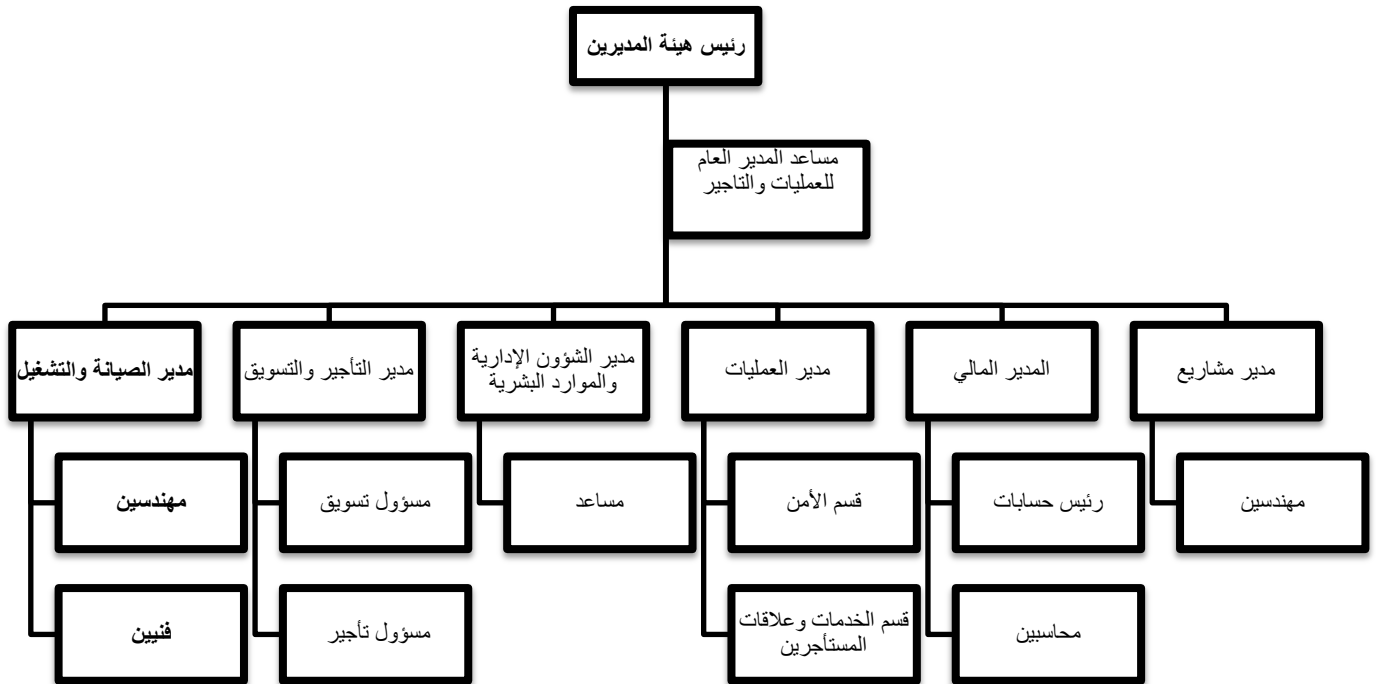 رئيس هيئة المديرين
مساعد المدير العام
للعمليات والتاجير
مدير مشاريع
المدير المالي
مدير العمليات
مدير الشؤون الإدارية
والموارد البشرية
مدير التأجير والتسويق
مدير الصيانة والتشغيل
مهندسين
رئيس حسابات
قسم الأمن
مساعد
مسؤول تسويق
مهندسين
محاسبين
قسم الخدمات وعلاقات
المستأجرين
مسؤول تأجير
فنيين